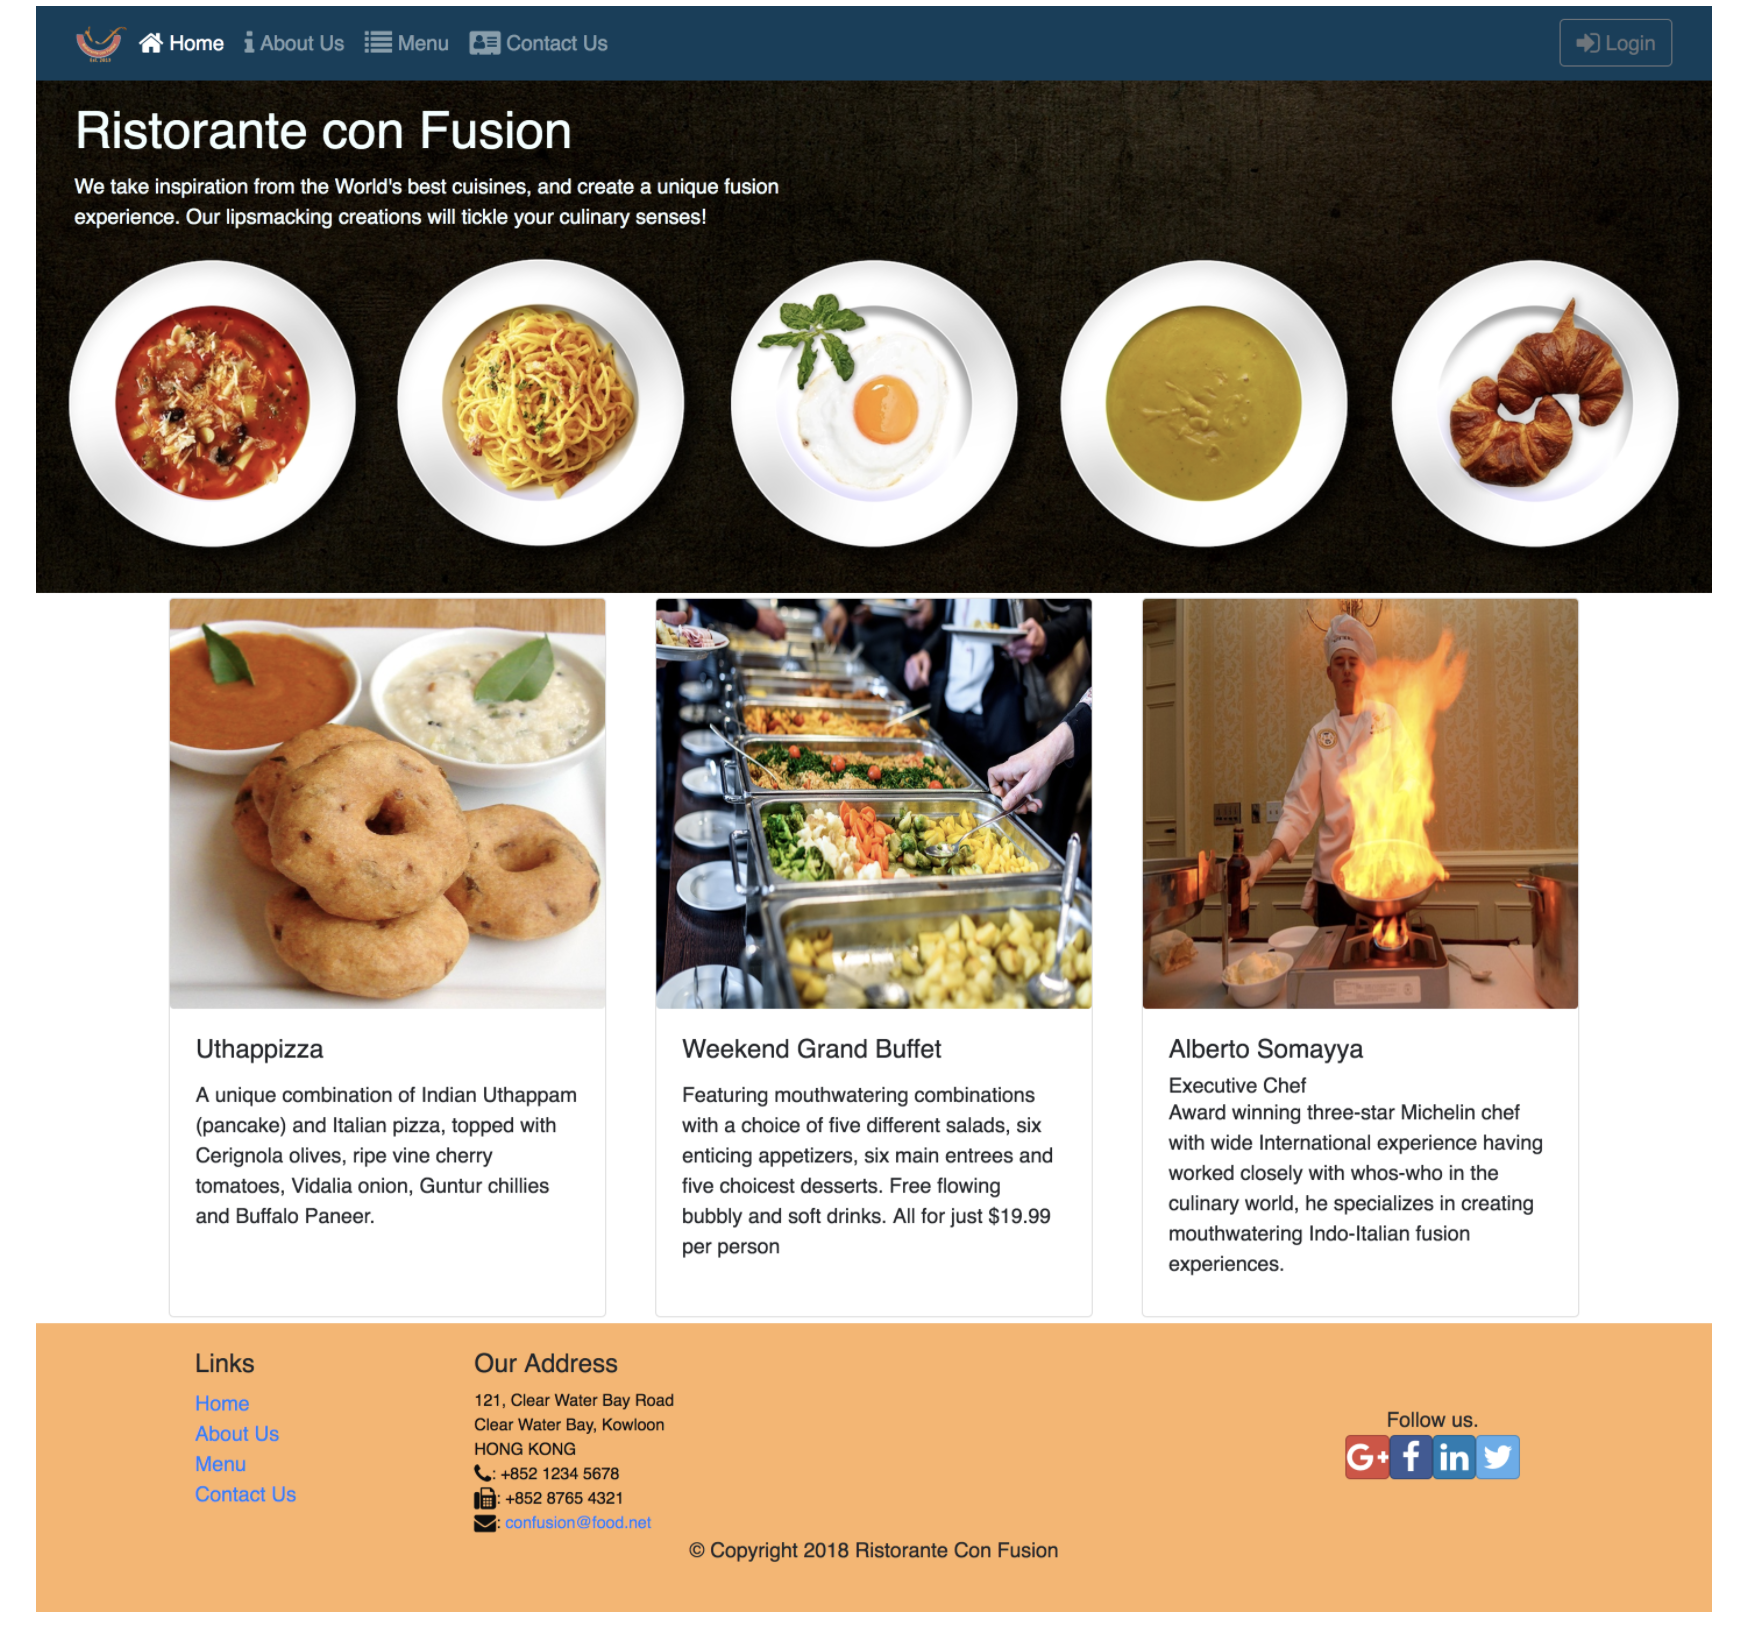 Home About Us Menu Contact Us Login
Ristorante con Fusion
We take inspiration from the World's best cuisines, and create a unique fusion
experience. Our lipsmacking creations will tickle your culinary senses!
Uthappizza
A unique combination of Indian Uthappam
(pancake) and Italian pizza, topped with
Cerignola olives, ripe vine cherry
tomatoes, Vidalia onion, Guntur chillies
and Buffalo Paneer.
Weekend Grand Buffet
Featuring mouthwatering combinations
with a choice of five different salads, six
enticing appetizers, six main entrees and
five choicest desserts. Free flowing
bubbly and soft drinks. All for just $19.99
per person
Alberto Somayya
Executive Chef
Award winning three-star Michelin chef
with wide International experience having
worked closely with whos-who in the
culinary world, he specializes in creating
mouthwatering Indo-Italian fusion
experiences.
Links
Home
About Us
Menu
Contact Us
Our Address
121, Clear Water Bay Road
Clear Water Bay, Kowloon
HONG KONG
: +852 1234 5678
: +852 8765 4321
: confusion@food.net
Follow us.
G+ f in
© Copyright 2018 Ristorante Con Fusion